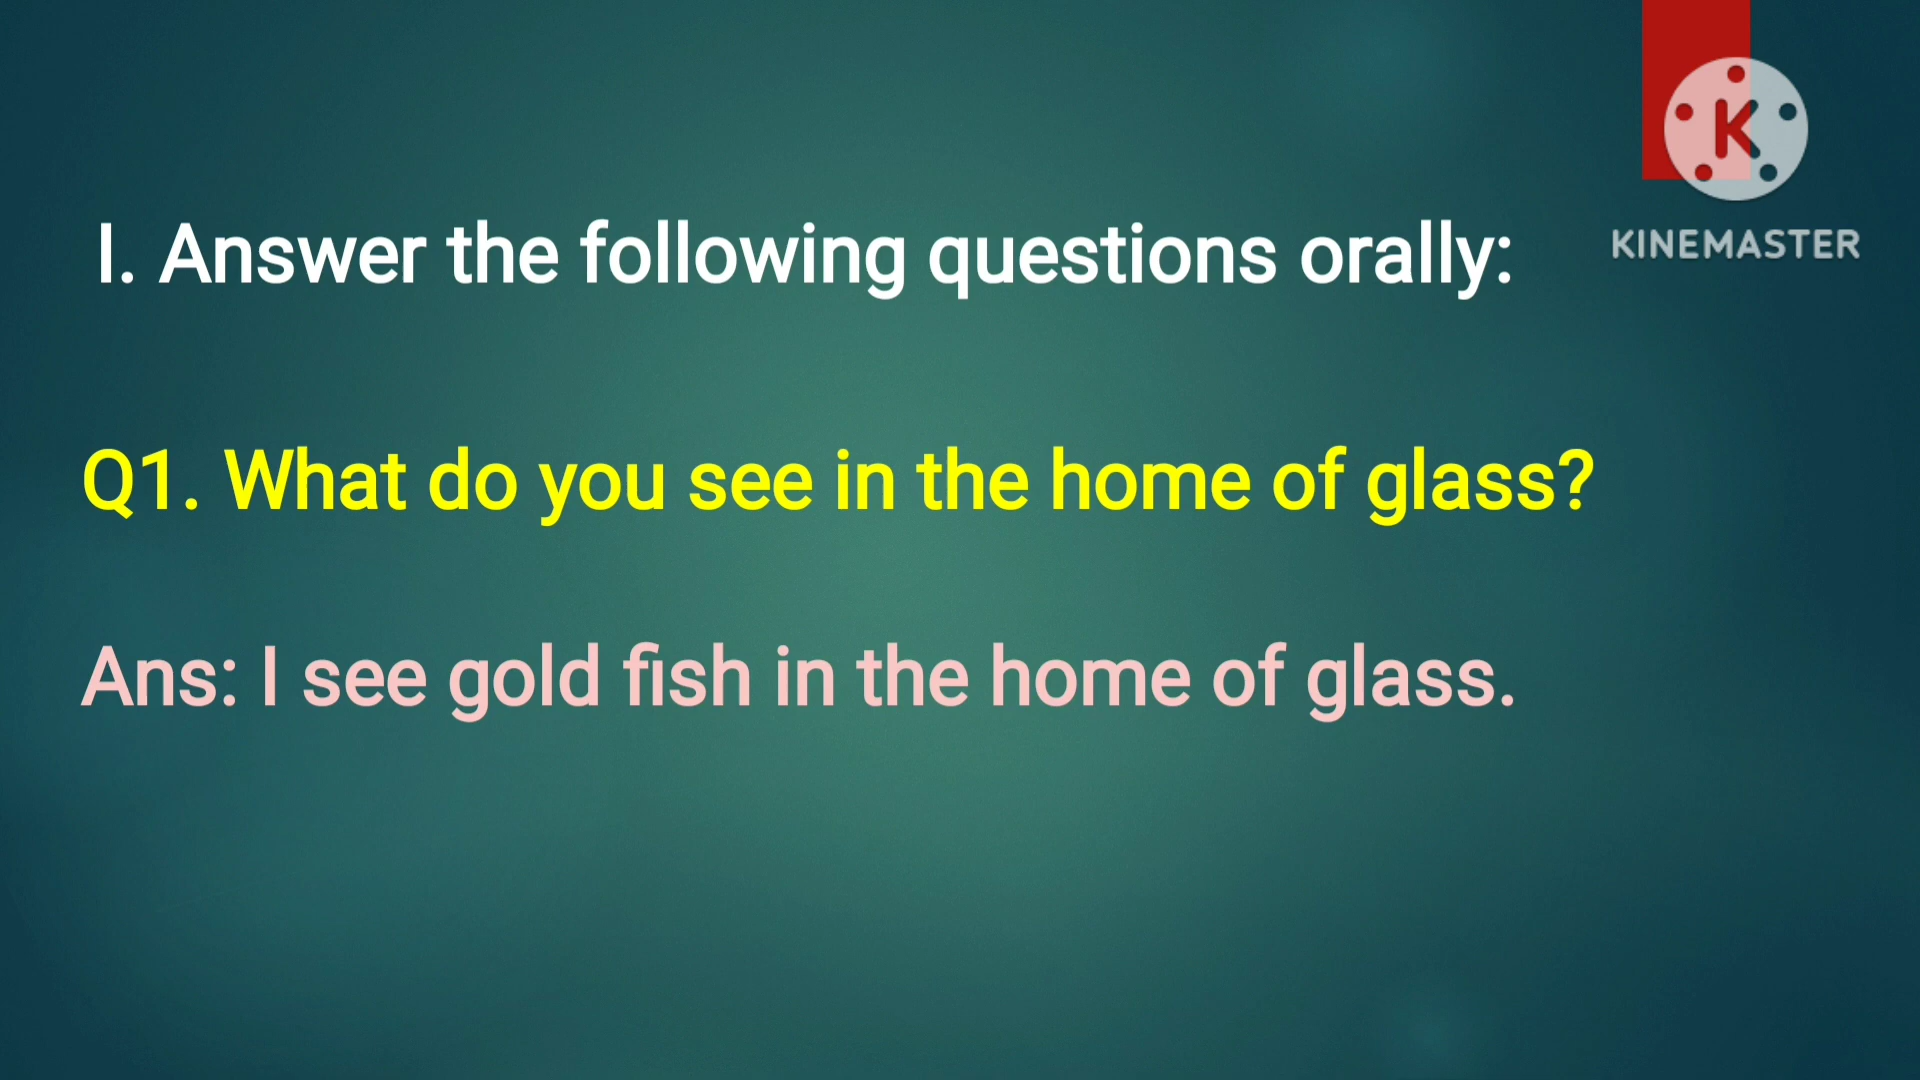 K
KINEMASTER
I. Answer the following questions orally:
Q1. What do you see in the home of glass?
Ans: I see gold fish in the home of glass.